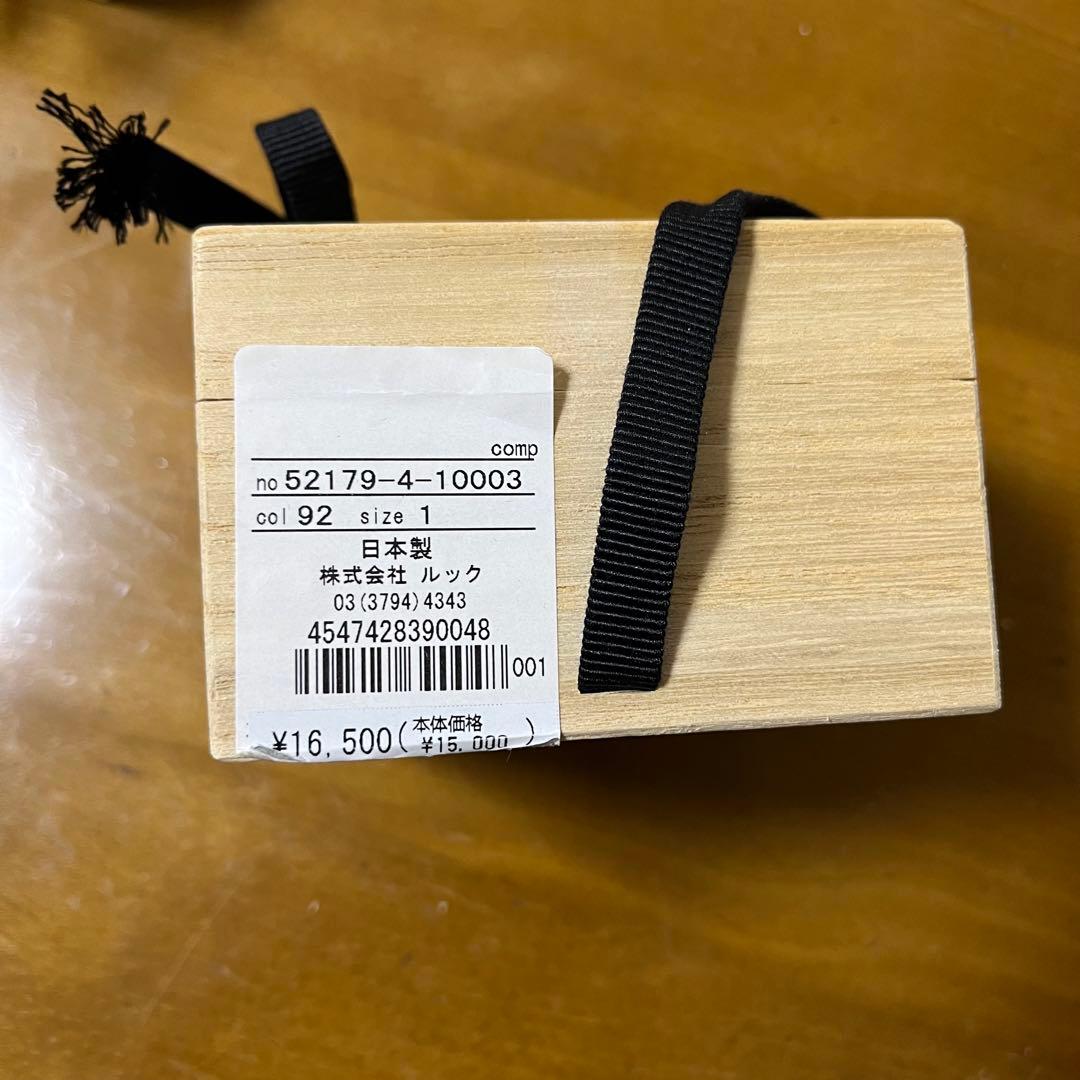 comp
no 52179-4-10003
col 92 size 1
日本製
株式会社 ルック
03(3794)4343
4547428390048
001
¥16,500(本体価格 ¥15,000)